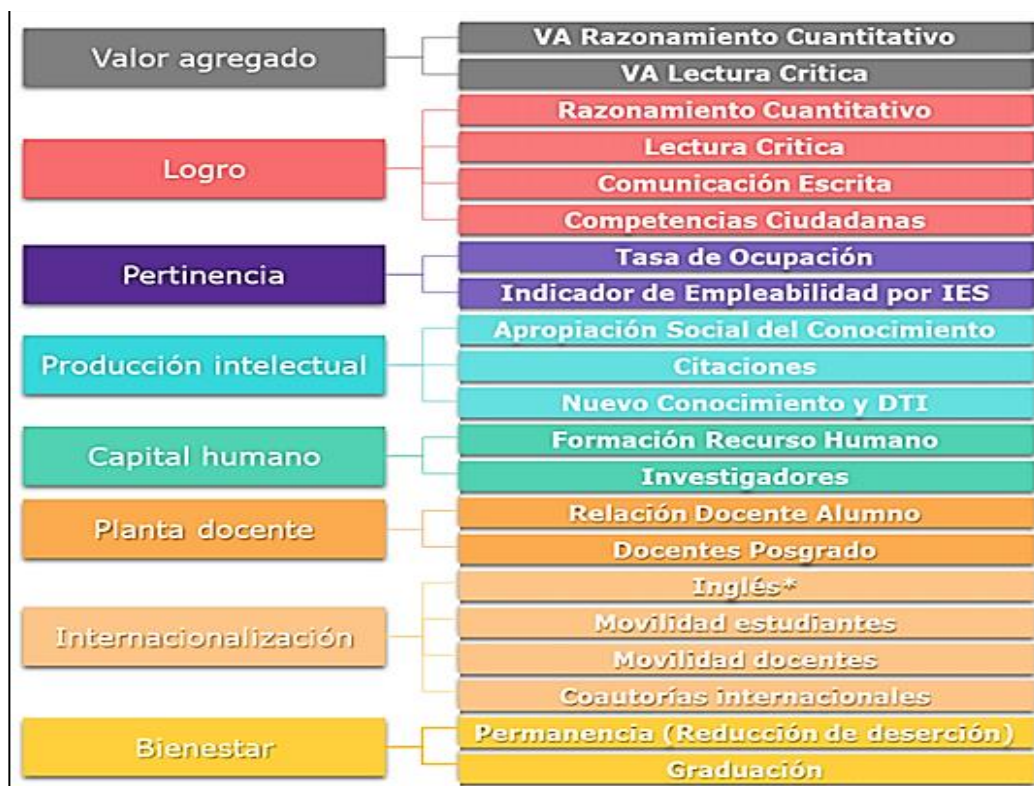 Valor agregado
VA Razonamiento Cuantitativo
VA Lectura Critica
Logro
Razonamiento Cuantitativo
Lectura Critica
Comunicación Escrita
Competencias Ciudadanas
Pertinencia
Tasa de Ocupación
Indicador de Empleabilidad por IES
Producción intelectual
Apropiación Social del Conocimiento
Citaciones
Nuevo Conocimiento y DTI
Capital humano
Formación Recurso Humano
Investigadores
Planta docente
Relación Docente Alumno
Docentes Posgrado
Internacionalización
Inglés*
Movilidad estudiantes
Movilidad docentes
Coautorías internacionales
Bienestar
Permanencia (Reducción de deserción)
Graduación